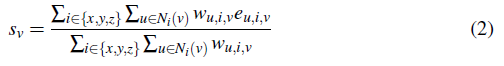 s_v = \frac{\sum_{i \in \{x,y,z\}} \sum_{u \in N_i(v)} w_{u,i,v} e_{u,i,v}}{\sum_{i \in \{x,y,z\}} \sum_{u \in N_i(v)} w_{u,i,v}} (2)